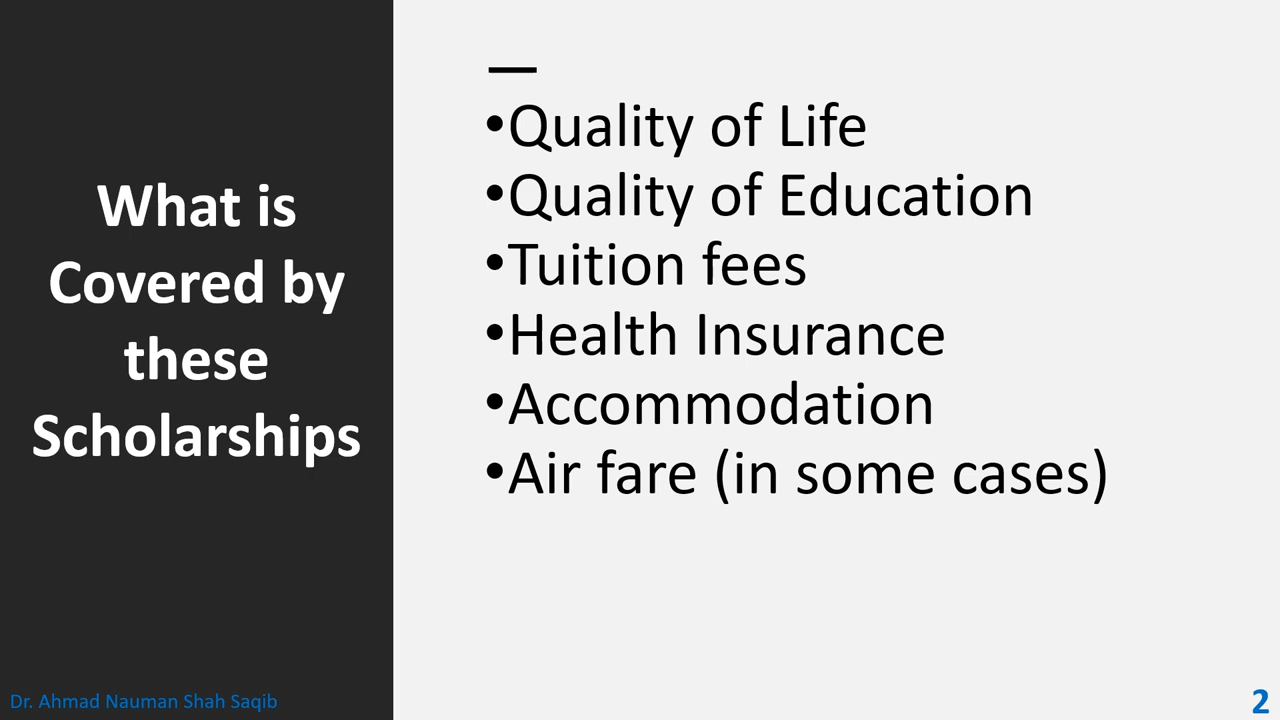 What is
Covered by
these
Scholarships
•Quality of Life
•Quality of Education
•Tuition fees
•Health Insurance
•Accommodation
•Air fare (in some cases)
Dr. Ahmad Nauman Shah Saqib
2